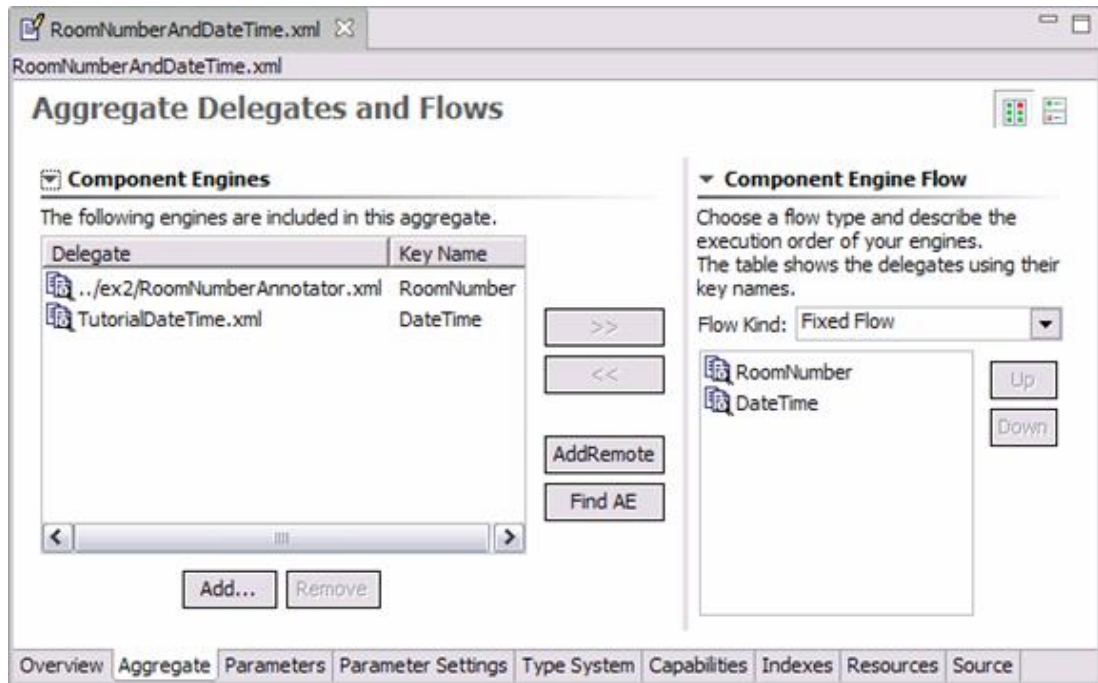 RoomNumberAndDateTime.xml
RoomNumberAndDateTime.xml
Aggregate Delegates and Flows
Component Engines
The following engines are included in this aggregate.
Delegate Key Name
../ex2/RoomNumberAnnotator.xml RoomNumber
TutorialDateTime.xml DateTime
>>
<<
AddRemote
Find AE
Add... Remove
Component Engine Flow
Choose a flow type and describe the
execution order of your engines.
The table shows the delegates using their
key names.
Flow Kind: Fixed Flow
RoomNumber
DateTime
Up
Down
Overview Aggregate Parameters Parameter Settings Type System Capabilities Indexes Resources Source